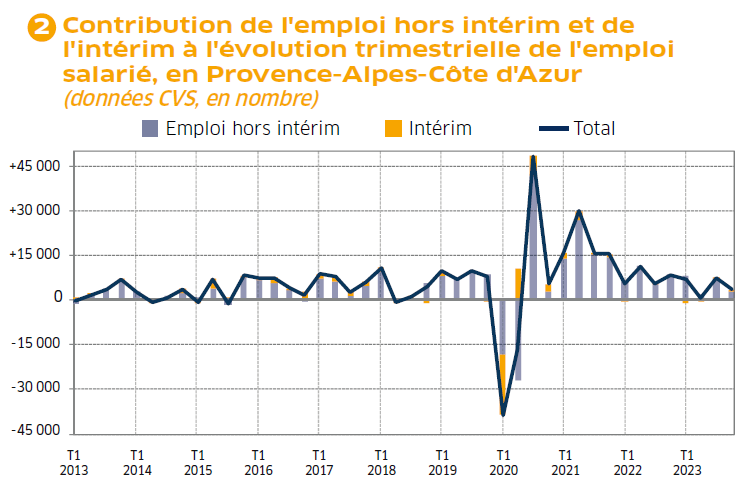 2 Contribution de l'emploi hors intérim et de
l'intérim à l'évolution trimestrielle de l'emploi
salarié, en Provence-Alpes-Côte d'Azur
(données CVS, en nombre)
Emploi hors intérim Intérim Total
+45 000
+30 000
+15 000
0
-15 000
-30 000
-45 000
T1 T1 T1 T1 T1 T1 T1 T1 T1 T1 T1
2013 2014 2015 2016 2017 2018 2019 2020 2021 2022 2023